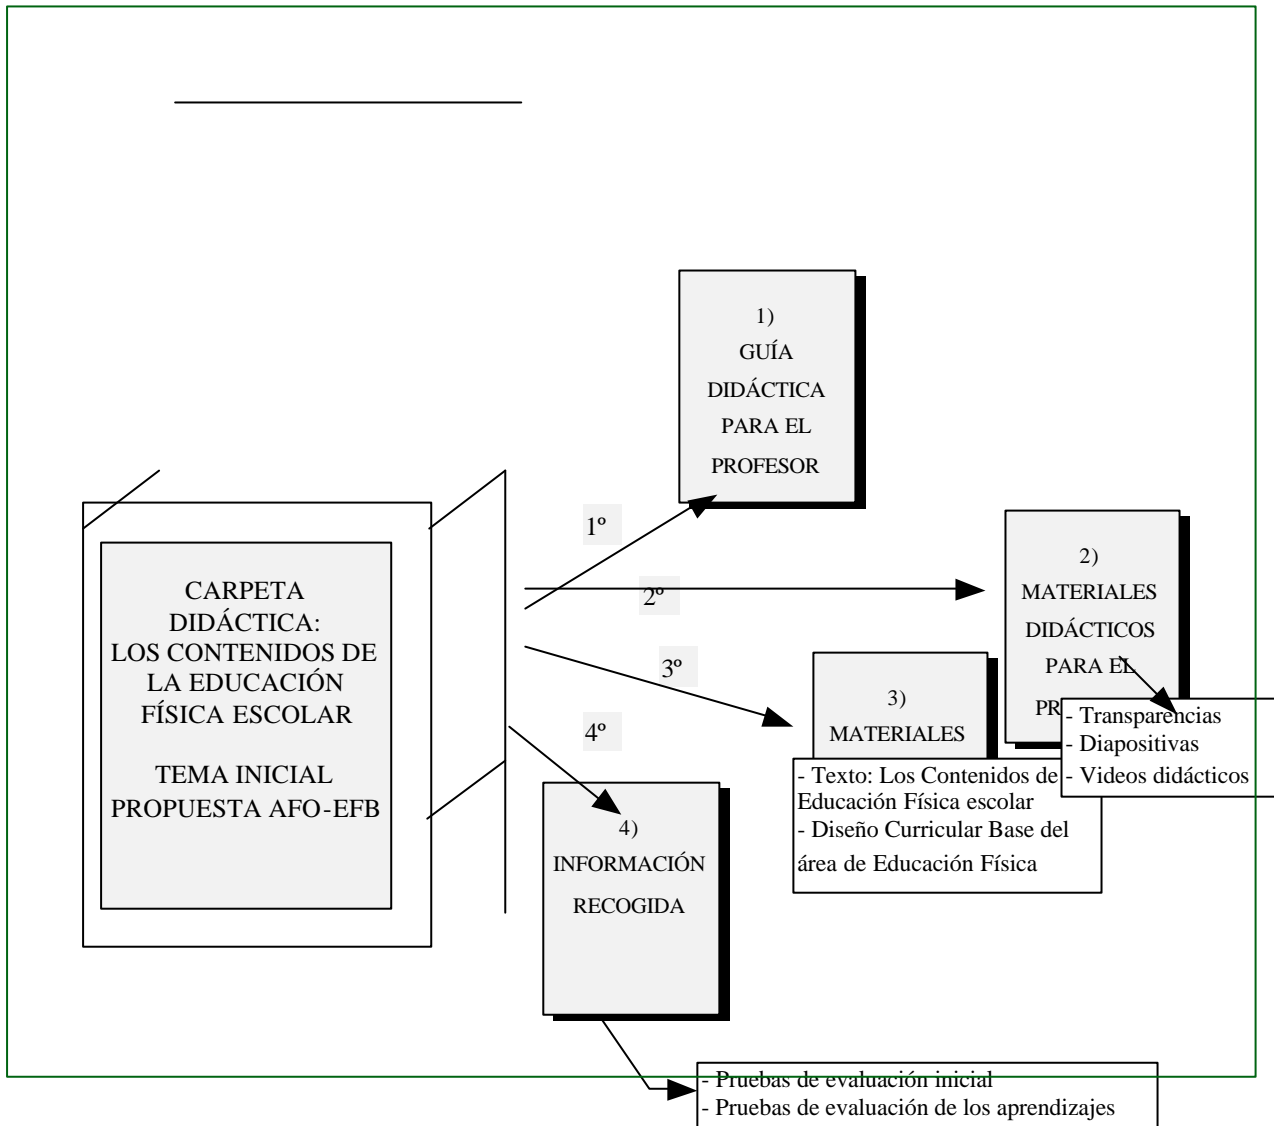 1)
GUÍA
DIDÁCTICA
PARA EL
PROFESOR
1º
2º
3º
4º
CARPETA
DIDÁCTICA:
LOS CONTENIDOS DE
LA EDUCACIÓN
FÍSICA ESCOLAR
TEMA INICIAL
PROPUESTA AFO-EFB
2)
MATERIALES
DIDÁCTICOS
PARA EL
PR
- Transparencias
- Diapositivas
- Videos didácticos
3)
MATERIALES
- Texto: Los Contenidos de
Educación Física escolar
- Diseño Curricular Base del
área de Educación Física
4)
INFORMACIÓN
RECOGIDA
- Pruebas de evaluación inicial
- Pruebas de evaluación de los aprendizajes